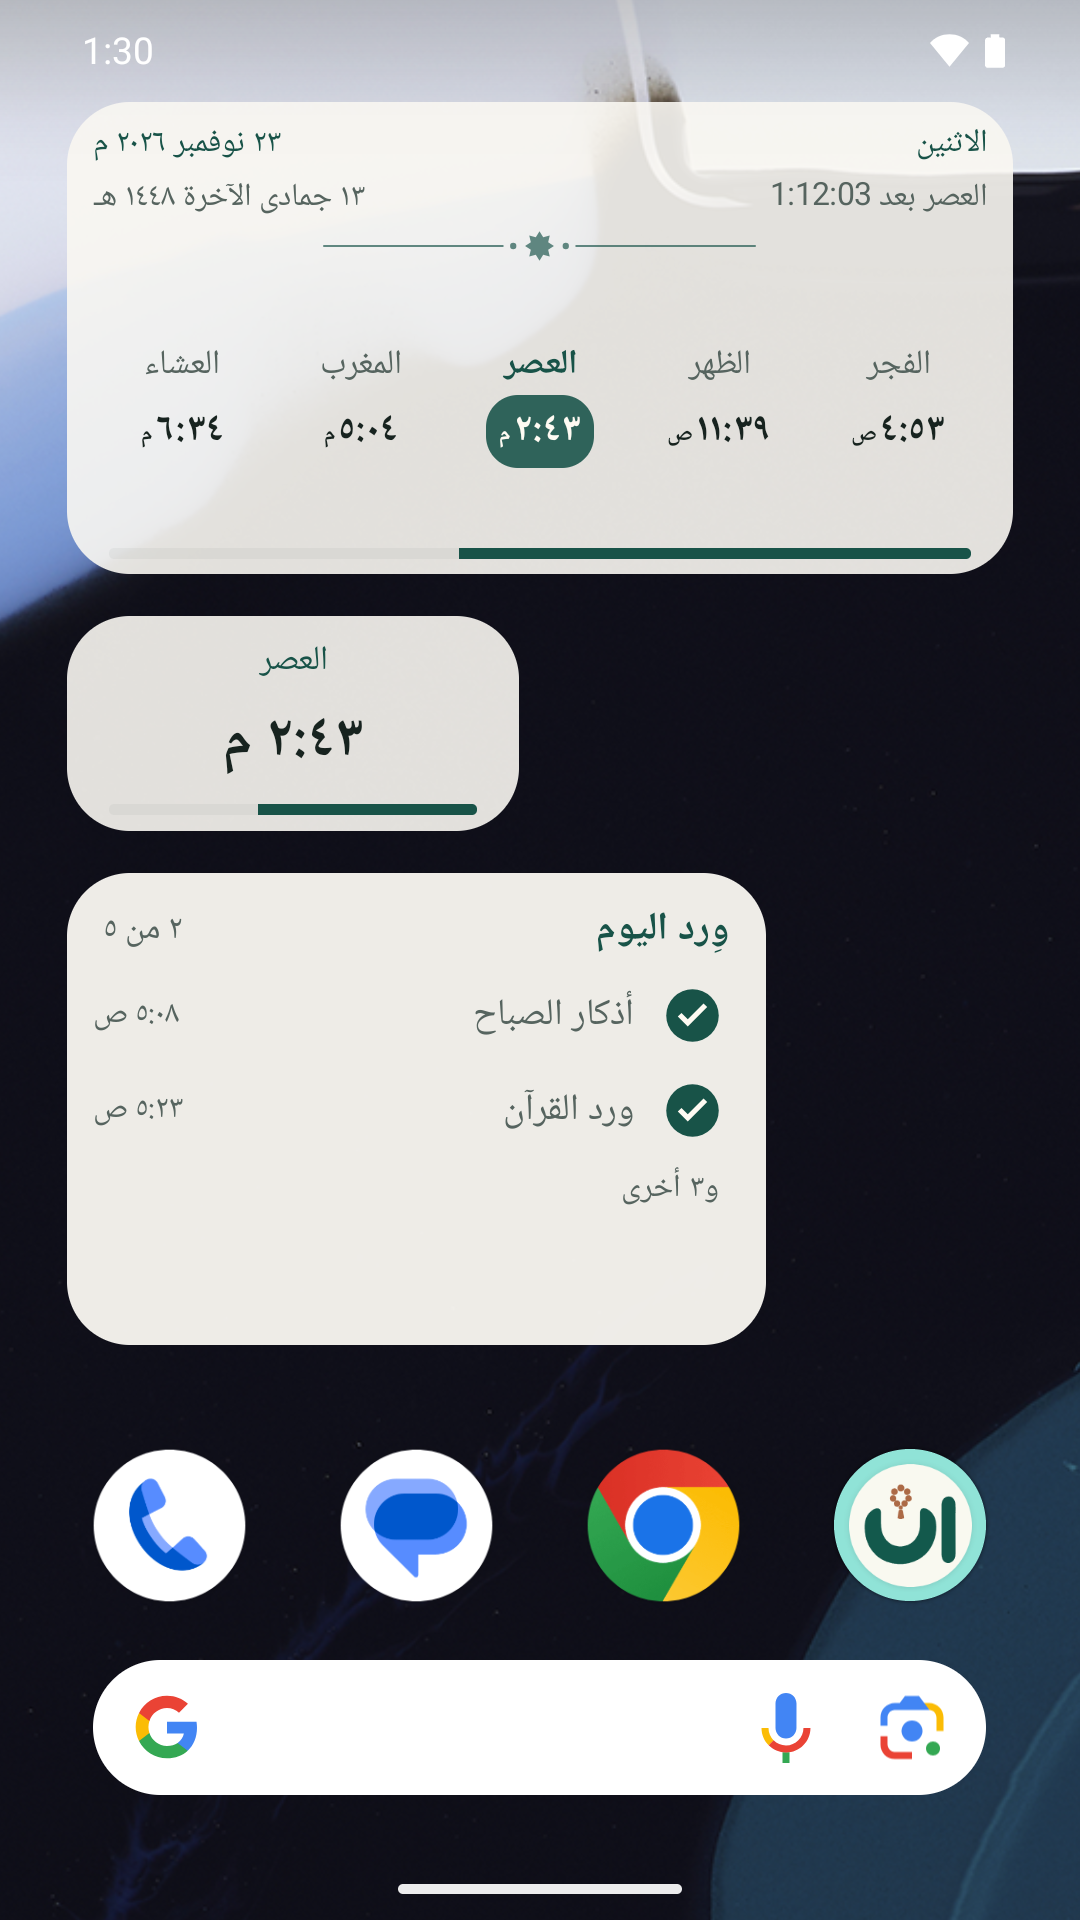 1:30
الاثنين
٢٣ نوفمبر ٢٠٢٦ م
العصر بعد 1:12:03
١٣ جمادى الآخرة ١٤٤٨ هـ
الفجر الظهر العصر المغرب العشاء
٤:٥٣ ص ١١:٣٩ ص ٢:٤٣ م ٥:٠٤ م ٦:٣٤ م
العصر
٢:٤٣ م
وِرد اليوم
٢ من ٥
أذكار الصباح
٥:٠٨ ص
ورد القرآن
٥:٢٣ ص
و٣ أخرى